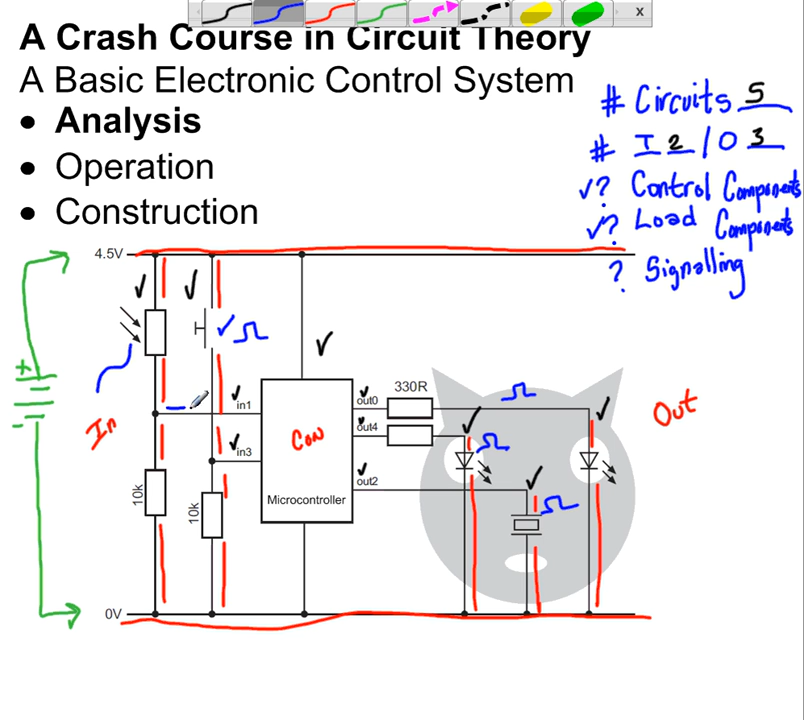 x
A Crash Course in Circuit Theory
A Basic Electronic Control System
• Analysis
• Operation
• Construction
# Circuits 5
# I 2 / O 3
✓? Control Components
✓? Load Components
? Signalling
4.5V
330R
in1
out0
out4
in3
out2
In
Con
Out
10k
10k
Microcontroller
0V
+
-